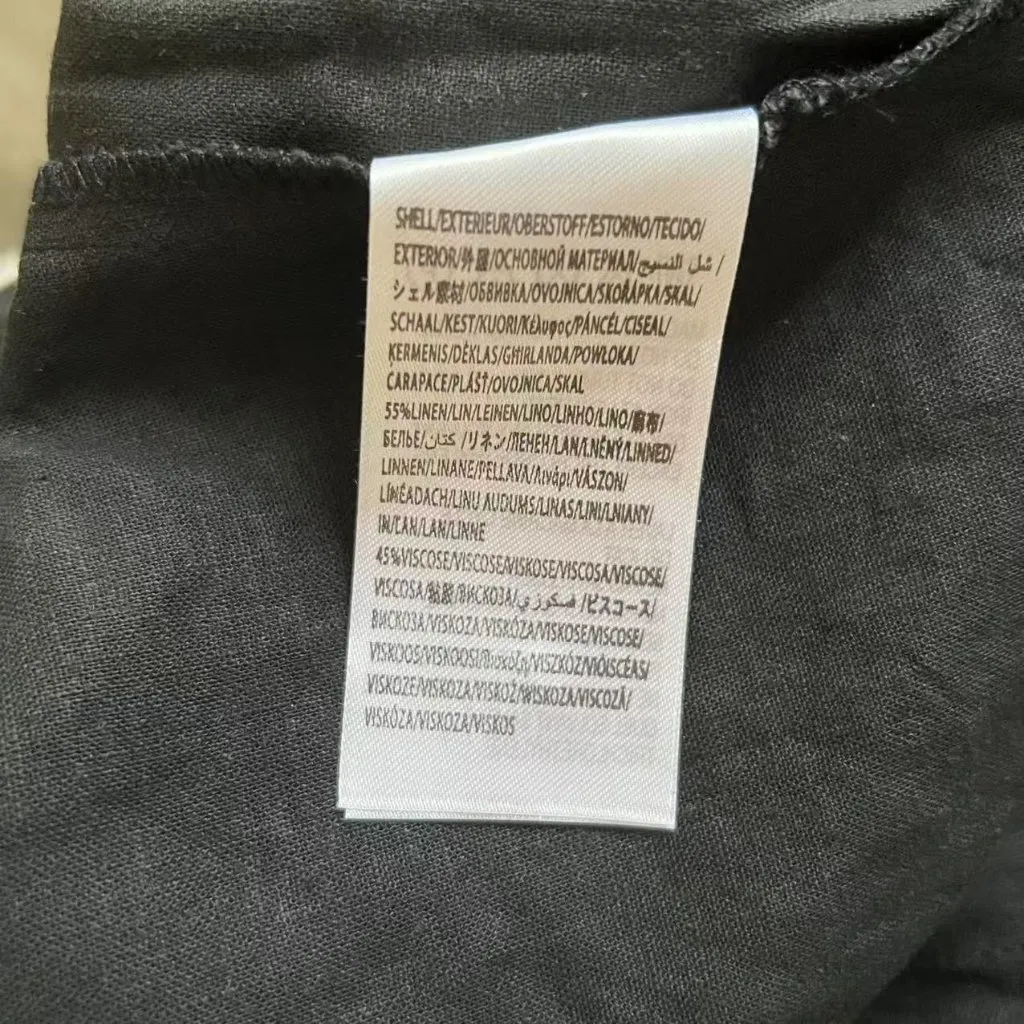 SHELL/EXTERIEUR/OBERSTOFF/ESTORNO/TECIDO/
EXTERIOR/外層/ОСНОВНОЙ МАТЕРИАЛ/شل النسيج/
シェル素材/ОБВИВКА/OVOJNICA/SKOŘÁPKA/SKAL/
SCHAAL/KEST/KUORI/Κέλυφος/PÁNCÉL/CISEAL/
ĶERMENIS/DĖKLAS/GHIRLANDA/POWŁOKA/
CARAPACE/PLÁŠŤ/OVOJNICA/SKAL
55%LINEN/LIN/LEINEN/LINO/LINHO/LINO/麻布/
БЕЛЬЕ/كتان/リネン/ЛЕНЕН/LAN/LNĚNÝ/LINNED/
LINNEN/LINANE/PELLAVA/Λινάρι/VÁSZON/
LÍNÉADACH/LINU AUDUMS/LINAS/LINI/LNIANY/
IN/ĽAN/LAN/LINNE
45%VISCOSE/VISCOSE/VISKOSE/VISCOSA/VISCOSE/
VISCOSA/黏膠/ВИСКОЗА/فسكوزي/ビスコース/
ВИСКОЗА/VISKOZA/VISKÓZA/VISKOSE/VISCOSE/
VISKOOS/VISKOOSI/Βισκόζη/VISZKÓZ/VIÓISCÉAS/
VISKOZE/VISKOZA/VISKOŻ/WISKOZA/VISCOZĂ/
VISKÓZA/VISKOZA/VISKOS